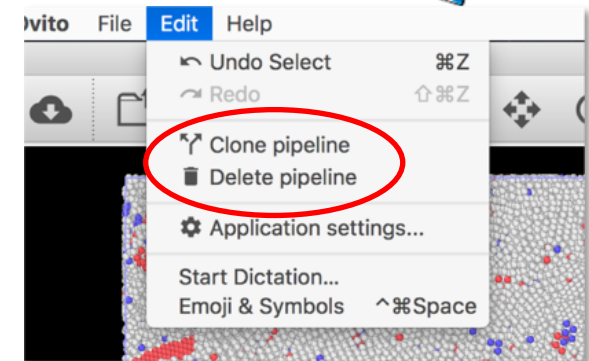 Ovito File Edit Help
Undo Select ⌘Z
Redo ⇧⌘Z
Clone pipeline
Delete pipeline
Application settings...
Start Dictation...
Emoji & Symbols ^⌘Space